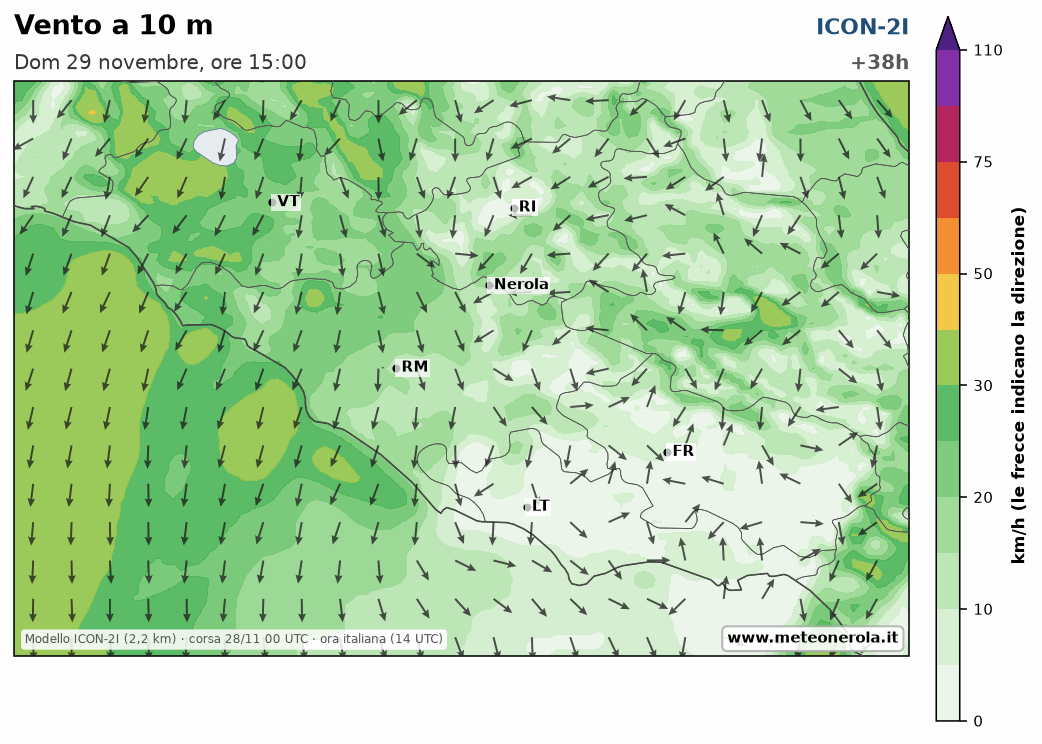 Vento a 10 m
ICON-2I
Dom 29 novembre, ore 15:00
+38h
VT
RI
Nerola
RM
FR
LT
Modello ICON-2I (2,2 km) · corsa 28/11 00 UTC · ora italiana (14 UTC)
www.meteonerola.it
110
75
50
30
20
10
0
km/h (le frecce indicano la direzione)